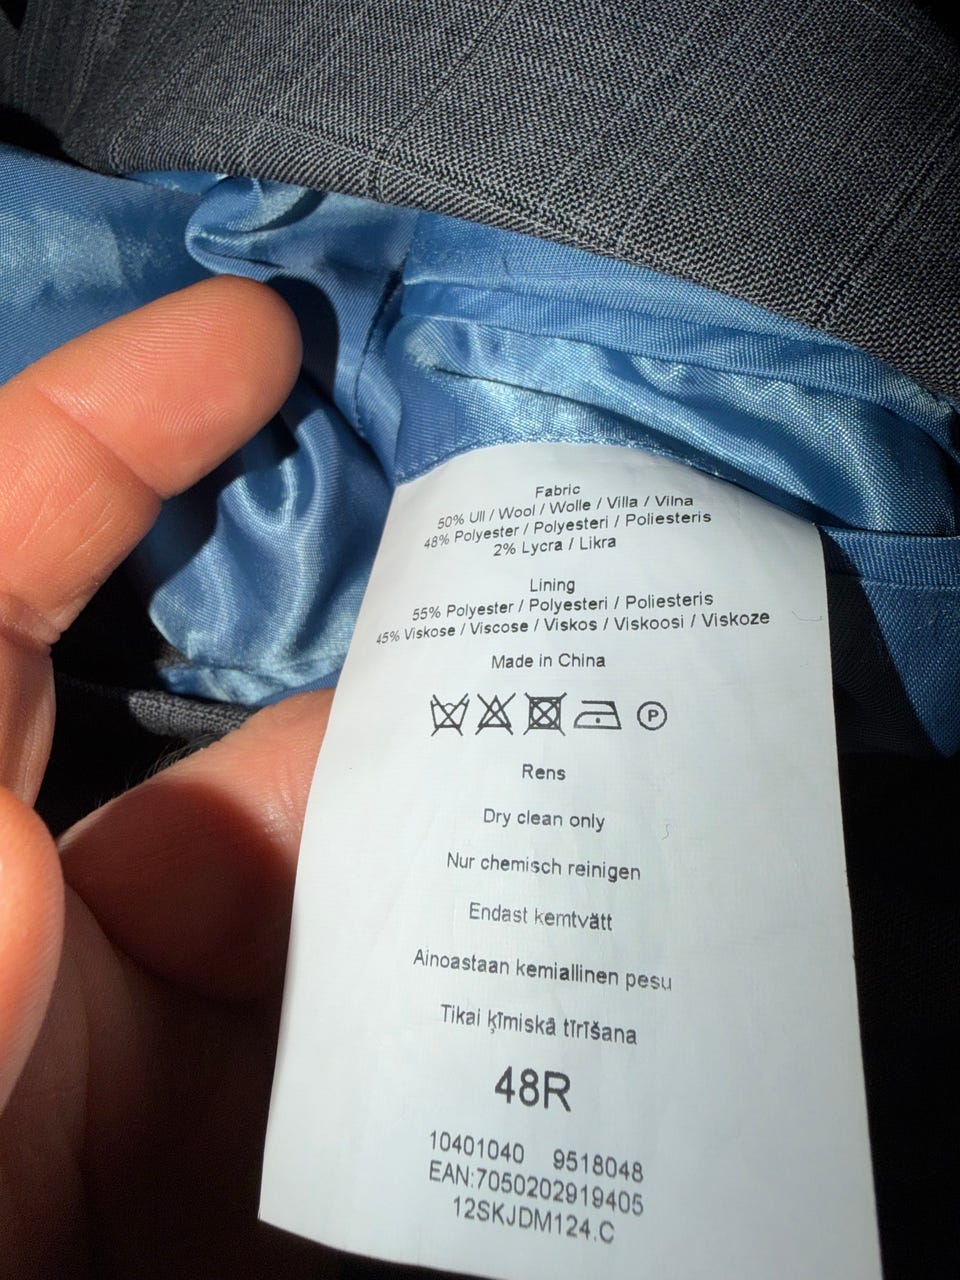 Fabric
50% Ull / Wool / Wolle / Villa / Vilna
48% Polyester / Polyesteri / Poliesteris
2% Lycra / Likra
Lining
55% Polyester / Polyesteri / Poliesteris
45% Viskose / Viscose / Viskos / Viskoosi / Viskoze
Made in China
P
Rens
Dry clean only
Nur chemisch reinigen
Endast kemtvätt
Ainoastaan kemiallinen pesu
Tikai ķīmiskā tīrīšana
48R
10401040 9518048
EAN:7050202919405
12SKJDM124.C